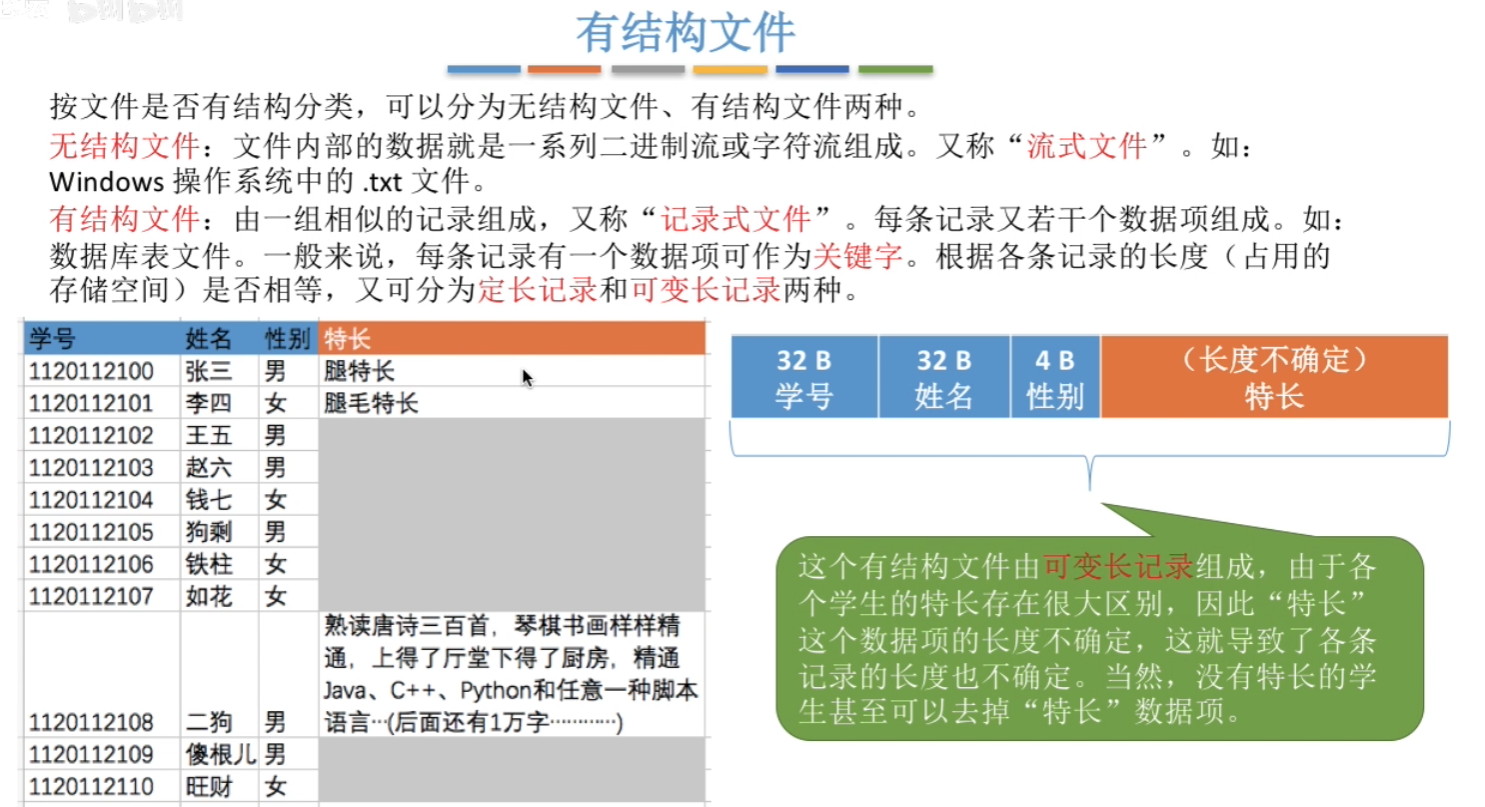 有结构文件
按文件是否有结构分类，可以分为无结构文件、有结构文件两种。
无结构文件：文件内部的数据就是一系列二进制流或字符流组成。又称“流式文件”。如：
Windows 操作系统中的 .txt 文件。
有结构文件：由一组相似的记录组成，又称“记录式文件”。每条记录又若干个数据项组成。如：
数据库表文件。一般来说，每条记录有一个数据项可作为关键字。根据各条记录的长度（占用的
存储空间）是否相等，又可分为定长记录和可变长记录两种。
学号 姓名 性别 特长
1120112100 张三 男 腿特长
1120112101 李四 女 腿毛特长
1120112102 王五 男
1120112103 赵六 男
1120112104 钱七 女
1120112105 狗剩 男
1120112106 铁柱 女
1120112107 如花 女
熟读唐诗三百首，琴棋书画样样精
通，上得了厅堂下得了厨房，精通
Java、C++、Python和任意一种脚本
1120112108 二狗 男 语言…(后面还有1万字…………)
1120112109 傻根儿 男
1120112110 旺财 女
32 B 32 B 4 B （长度不确定）
学号 姓名 性别 特长
这个有结构文件由可变长记录组成，由于各
个学生的特长存在很大区别，因此“特长”
这个数据项的长度不确定，这就导致了各条
记录的长度也不确定。当然，没有特长的学
生甚至可以去掉“特长”数据项。